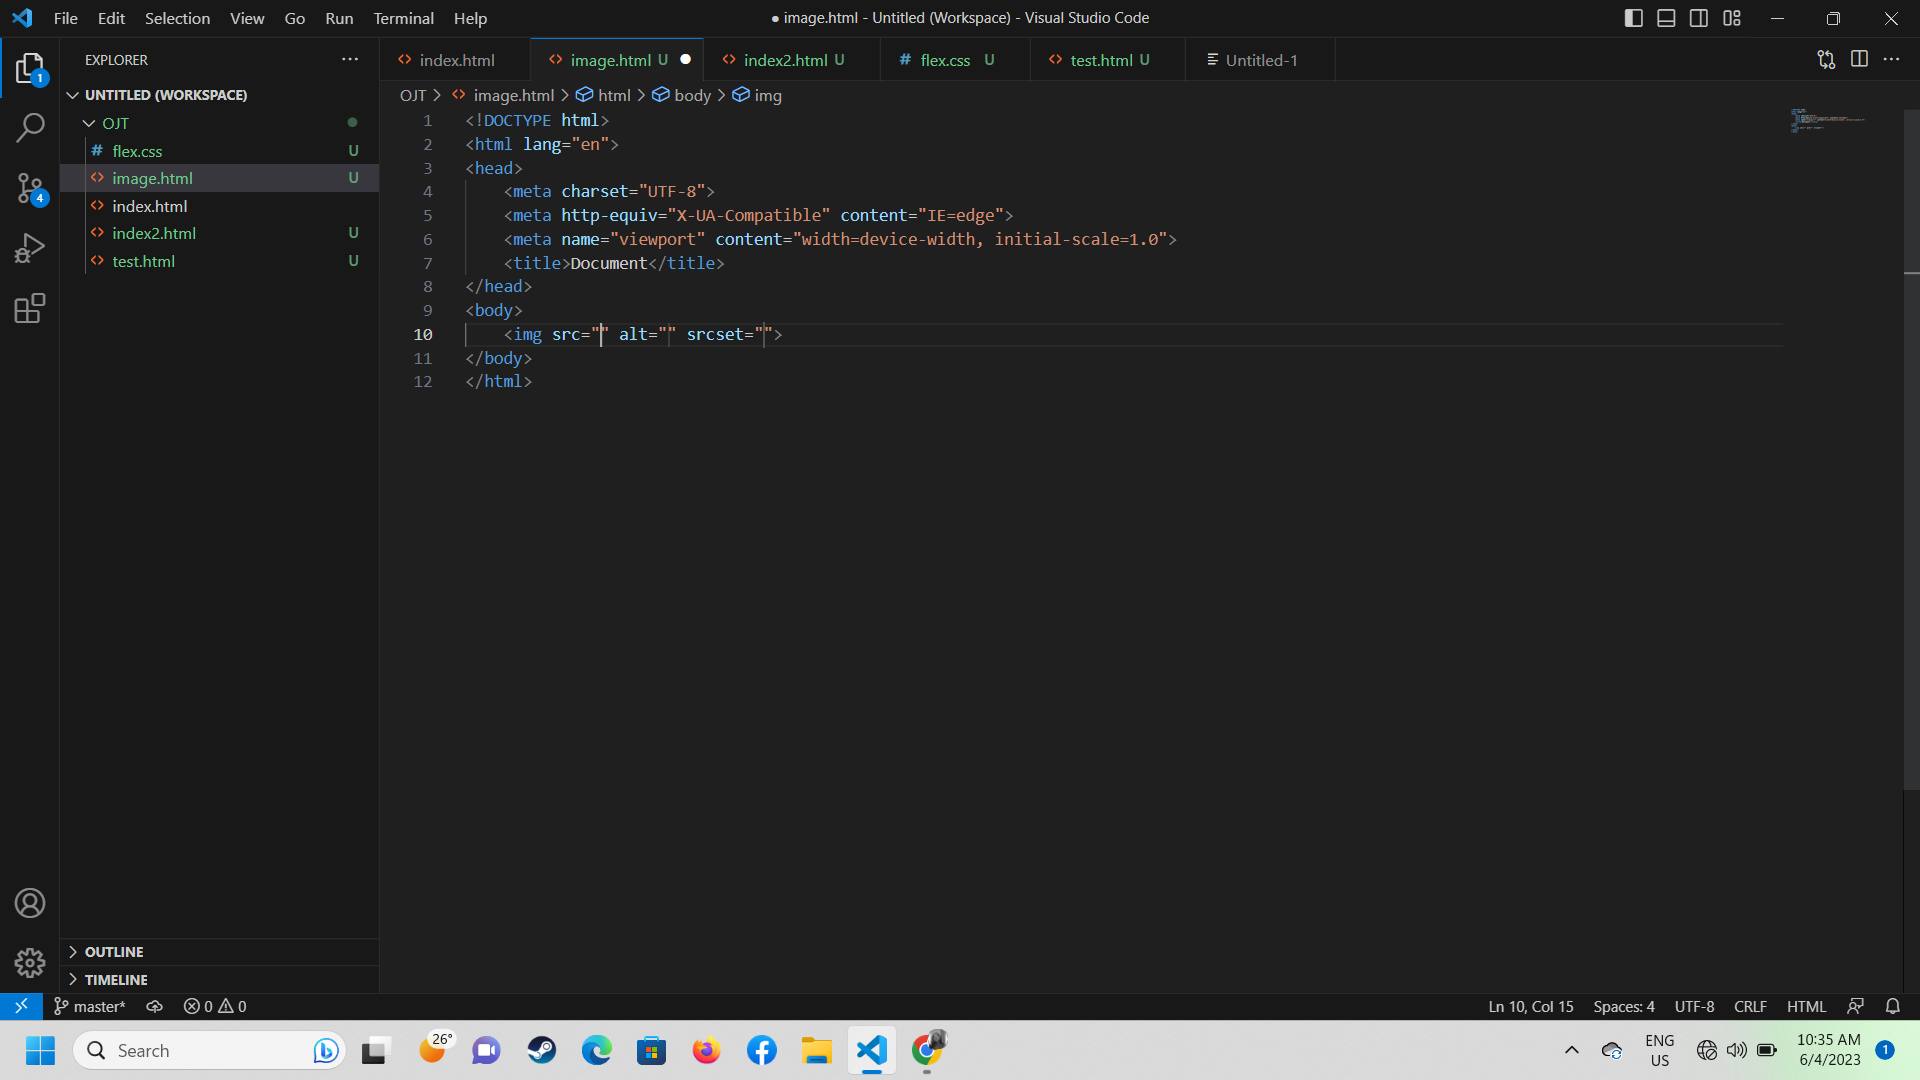 File Edit Selection View Go Run Terminal Help
● image.html - Untitled (Workspace) - Visual Studio Code
EXPLORER
index.html
image.html U
index2.html U
flex.css U
test.html U
Untitled-1
1
UNTITLED (WORKSPACE)
OJT
flex.css U
image.html U
index.html
index2.html U
test.html U
4
OJT > image.html > html > body > img
1 <!DOCTYPE html>
2 <html lang="en">
3 <head>
4 <meta charset="UTF-8">
5 <meta http-equiv="X-UA-Compatible" content="IE=edge">
6 <meta name="viewport" content="width=device-width, initial-scale=1.0">
7 <title>Document</title>
8 </head>
9 <body>
10 <img src="" alt="" srcset="">
11 </body>
12 </html>
OUTLINE
TIMELINE
master* 0 0
Ln 10, Col 15 Spaces: 4 UTF-8 CRLF HTML
Search
26°
ENG
US
10:35 AM
6/4/2023
1